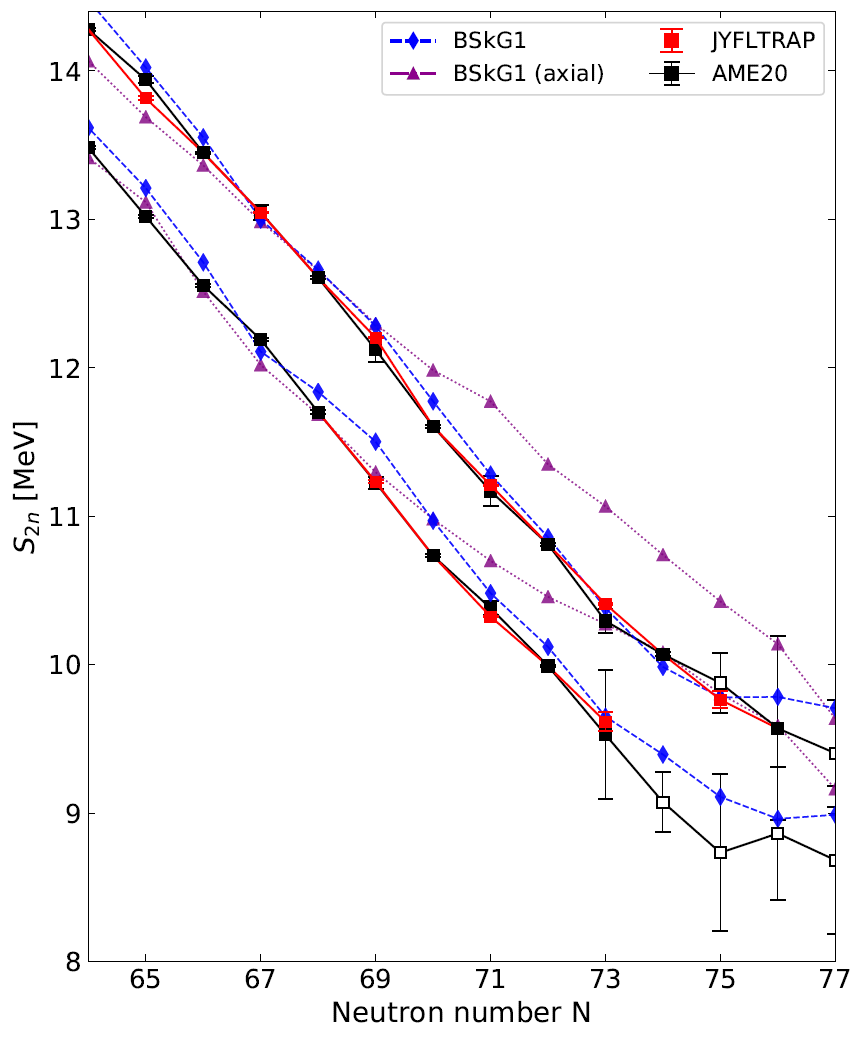 BSkG1
BSkG1 (axial)
JYFLTRAP
AME20
14
13
12
11
10
9
8
S2n [MeV]
65 67 69 71 73 75 77
Neutron number N